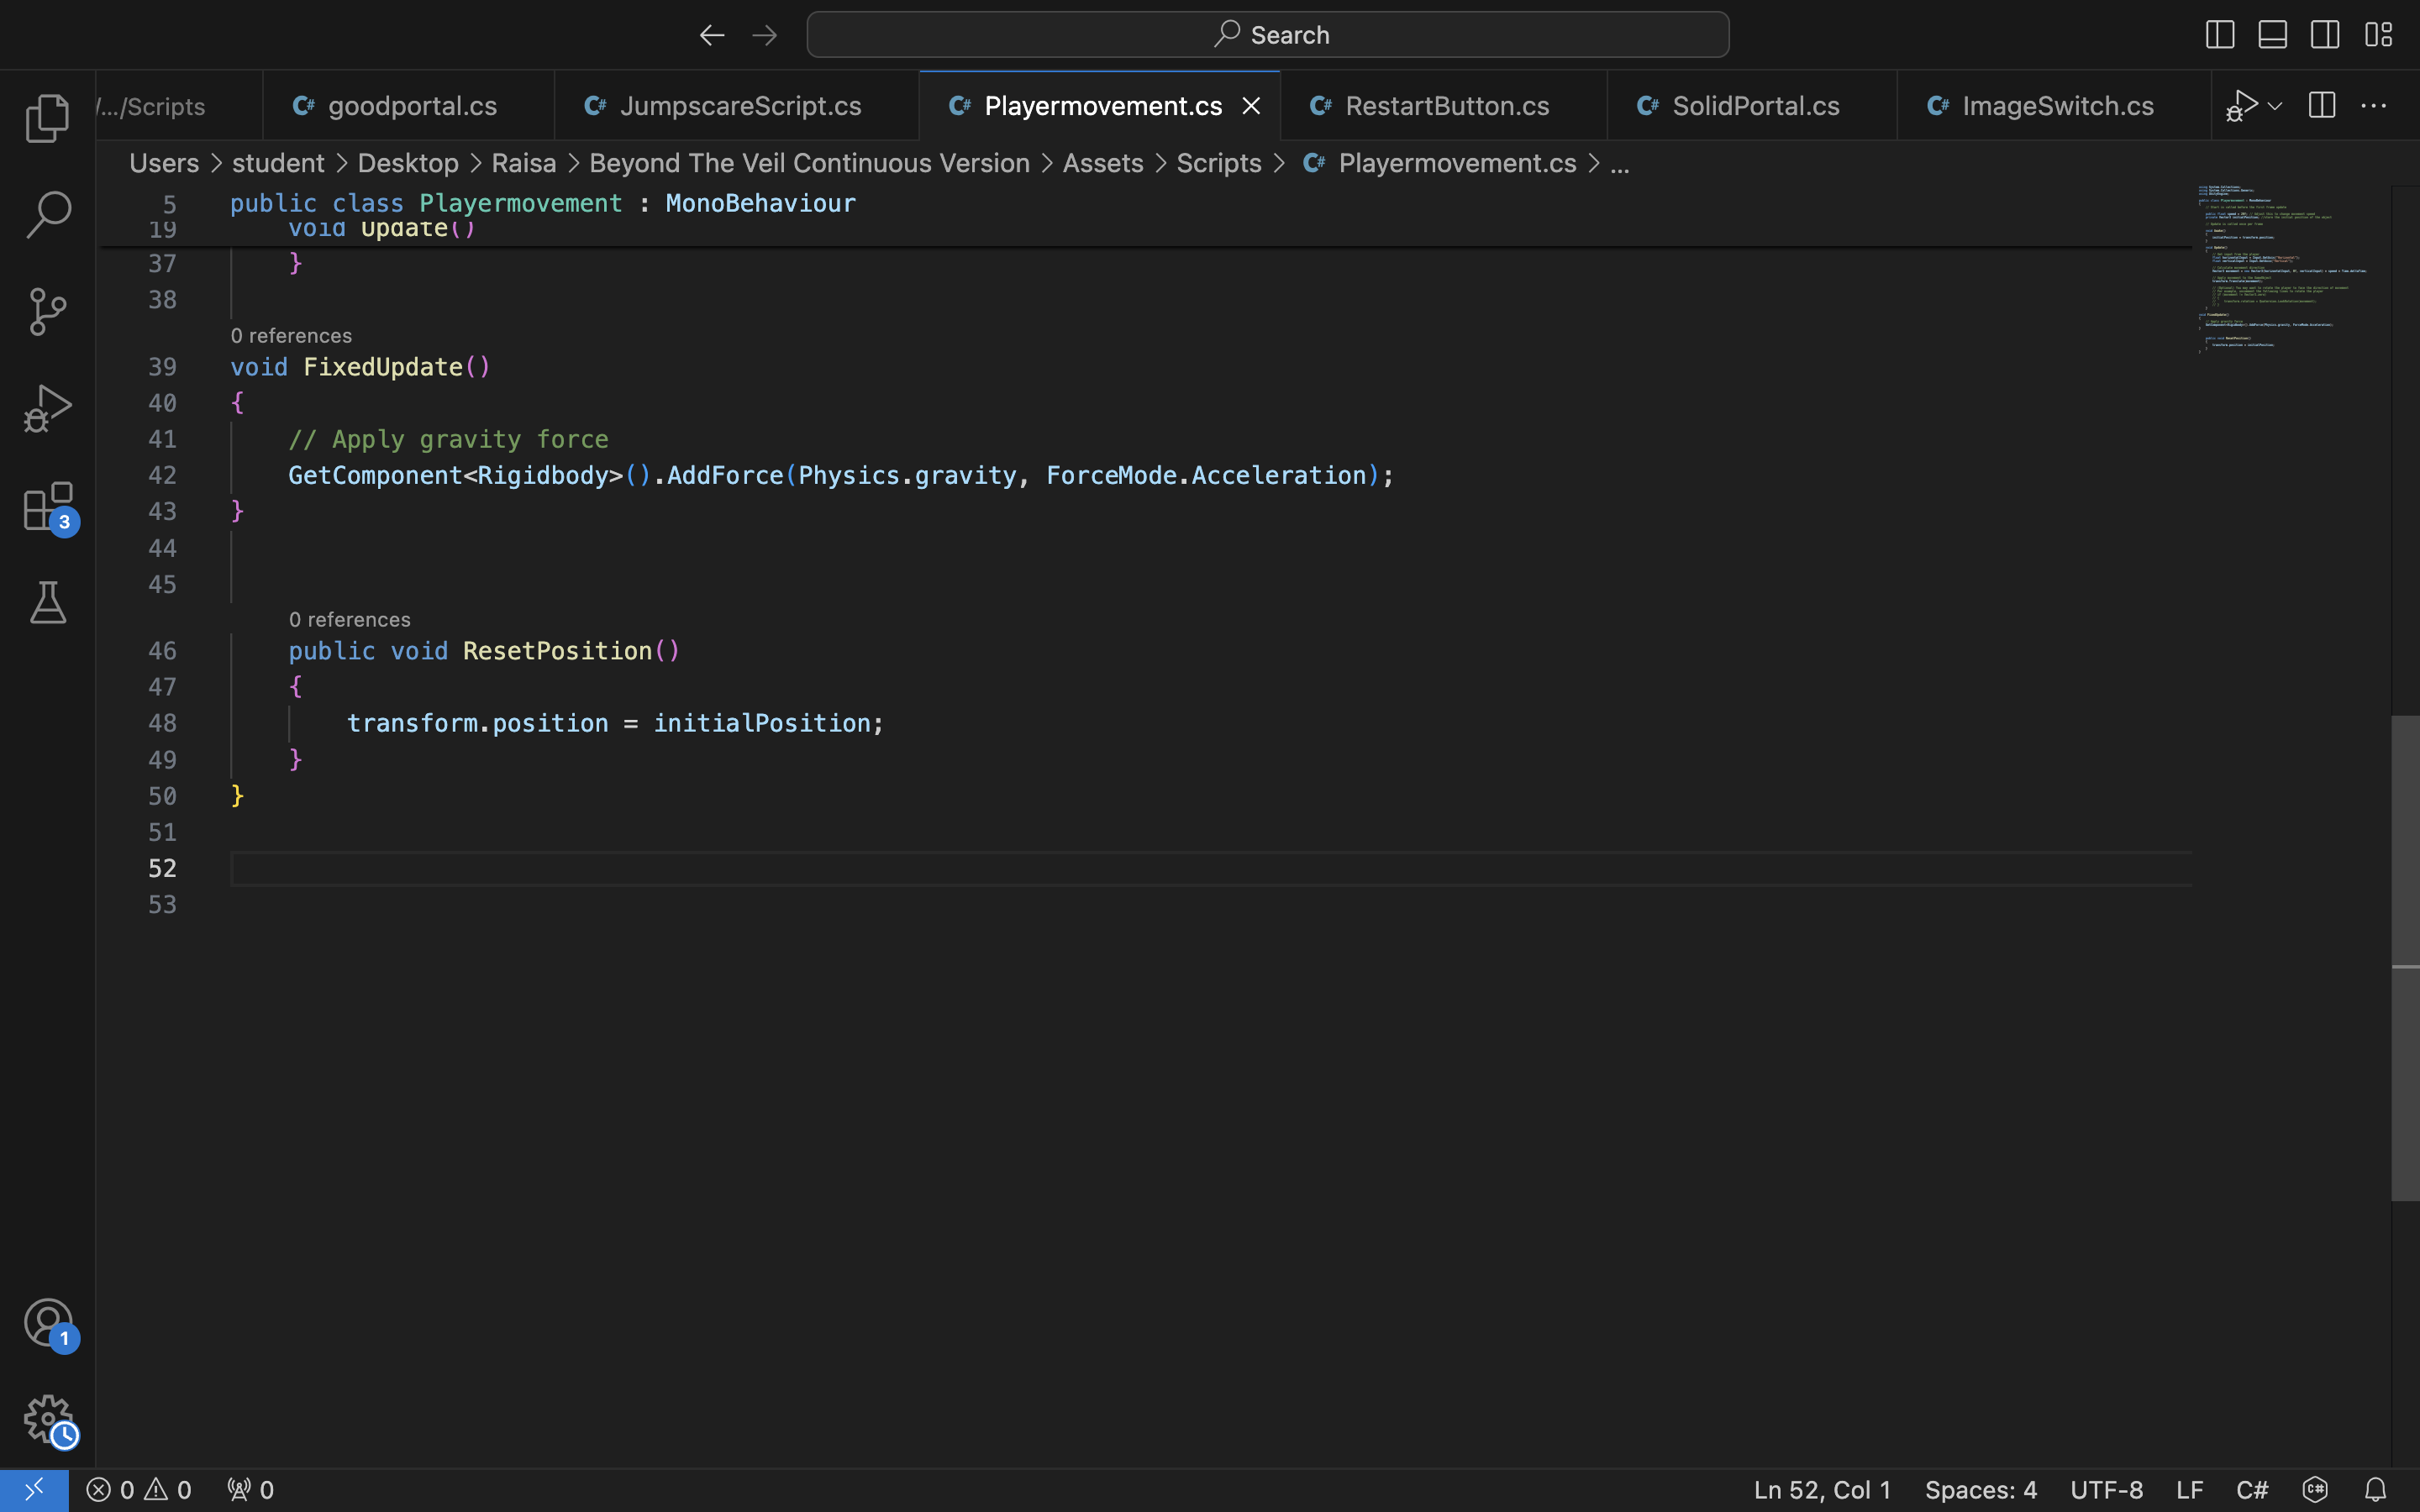 Search
/.../Scripts
C# goodportal.cs
C# JumpscareScript.cs
C# Playermovement.cs
C# RestartButton.cs
C# SolidPortal.cs
C# ImageSwitch.cs
Users > student > Desktop > Raisa > Beyond The Veil Continuous Version > Assets > Scripts > C# Playermovement.cs > ...
5 public class Playermovement : MonoBehaviour
19 void Update()
37 }
38
0 references
39 void FixedUpdate()
40 {
41 // Apply gravity force
42 GetComponent<Rigidbody>().AddForce(Physics.gravity, ForceMode.Acceleration);
43 }
44
45
0 references
46 public void ResetPosition()
47 {
48 transform.position = initialPosition;
49 }
50 }
51
52
53
3
1
0 0 0
Ln 52, Col 1 Spaces: 4 UTF-8 LF C#